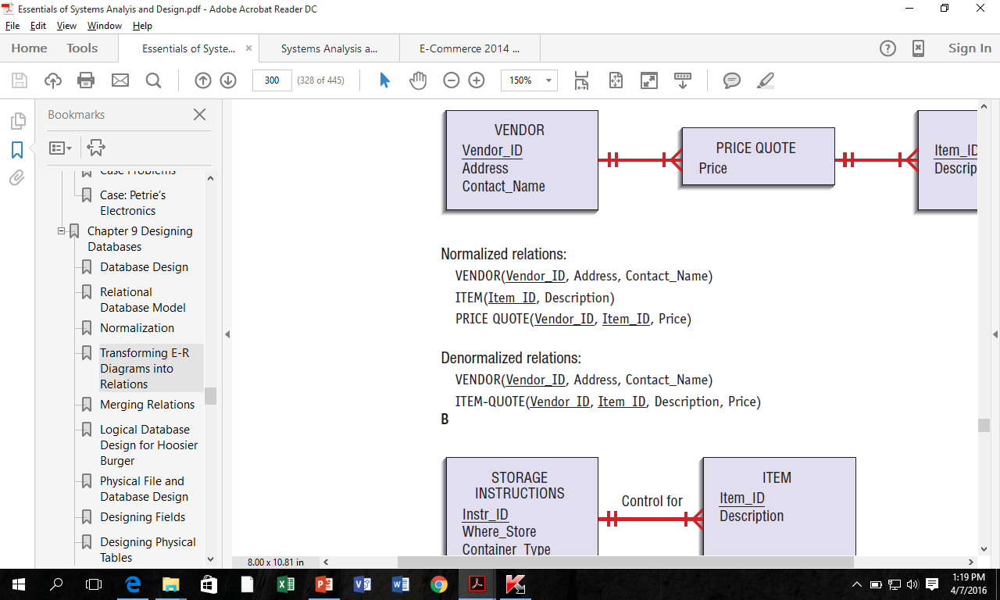 Essentials of Systems Analyis and Design.pdf - Adobe Acrobat Reader DC
File Edit View Window Help
Home Tools Essentials of Syste... × Systems Analysis a... E-Commerce 2014 ... Sign In
300 (328 of 445) 150%
Bookmarks
Case Problems
Case: Petrie's
Electronics
Chapter 9 Designing
Databases
Database Design
Relational
Database Model
Normalization
Transforming E-R
Diagrams into
Relations
Merging Relations
Logical Database
Design for Hoosier
Burger
Physical File and
Database Design
Designing Fields
Designing Physical
Tables
VENDOR
Vendor_ID
Address
Contact_Name
PRICE QUOTE
Price
Item_ID
Descrip
Normalized relations:
VENDOR(Vendor_ID, Address, Contact_Name)
ITEM(Item_ID, Description)
PRICE QUOTE(Vendor_ID, Item_ID, Price)
Denormalized relations:
VENDOR(Vendor_ID, Address, Contact_Name)
ITEM-QUOTE(Vendor_ID, Item_ID, Description, Price)
B
STORAGE
INSTRUCTIONS
Instr_ID
Where_Store
Container_Type
Control for
ITEM
Item_ID
Description
8.00 x 10.81 in
1:19 PM
4/7/2016